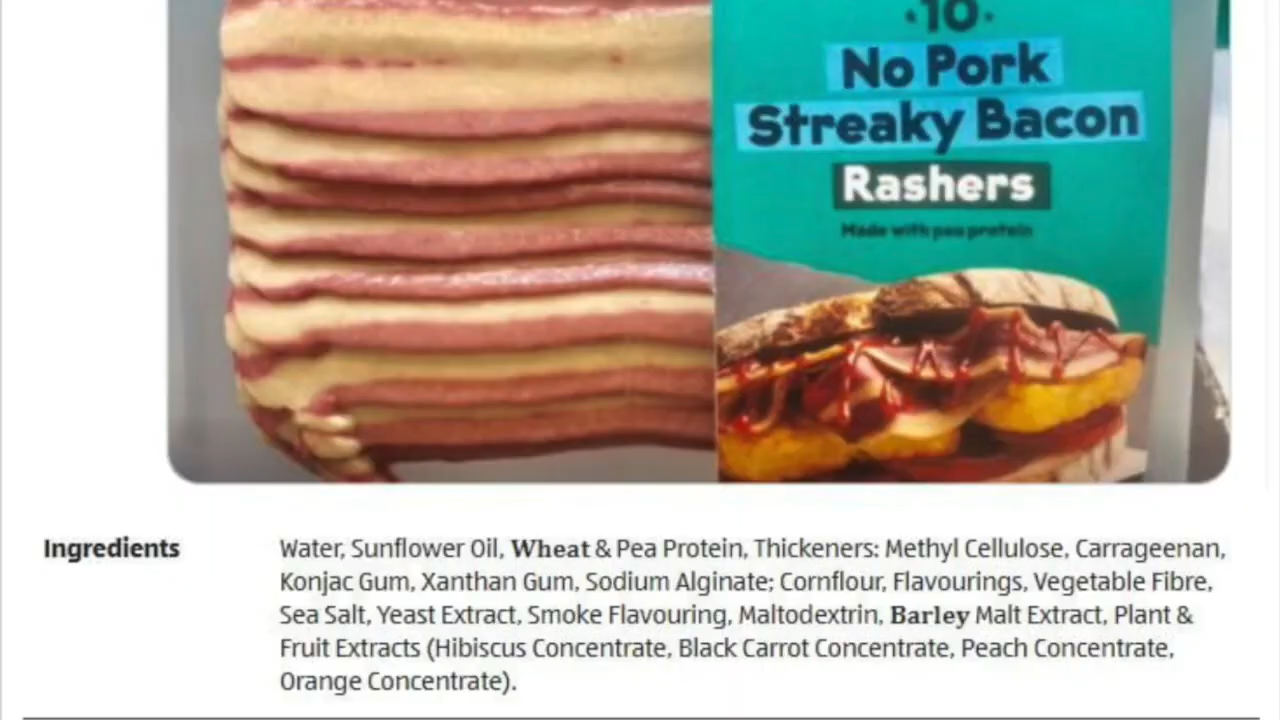 ·10·
No Pork
Streaky Bacon
Rashers
Made with pea protein
Ingredients
Water, Sunflower Oil, Wheat & Pea Protein, Thickeners: Methyl Cellulose, Carrageenan,
Konjac Gum, Xanthan Gum, Sodium Alginate; Cornflour, Flavourings, Vegetable Fibre,
Sea Salt, Yeast Extract, Smoke Flavouring, Maltodextrin, Barley Malt Extract, Plant &
Fruit Extracts (Hibiscus Concentrate, Black Carrot Concentrate, Peach Concentrate,
Orange Concentrate).